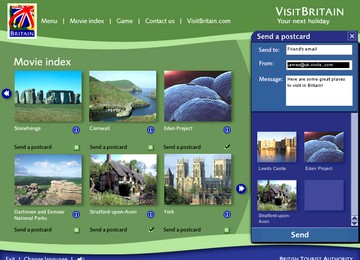 BRITAIN
Menu | Movie index | Game | Contact us | VisitBritain.com
VISITBRITAIN
Your next holiday
Movie index
Stonehenge
Cornwall
Eden Project
Send a postcard
Send a postcard
Send a postcard
Dartmoor and Exmoor
National Parks
Stratford-upon-Avon
York
Send a postcard
Send a postcard
Send a postcard
Send a postcard
Send to:
Friend's email
From:
Message:
Here are some great places
to visit in Britain!
Leeds Castle
Eden Project
Stratford-upon-
Avon
Send
Exit | Change language |
BRITISH TOURIST AUTHORITY